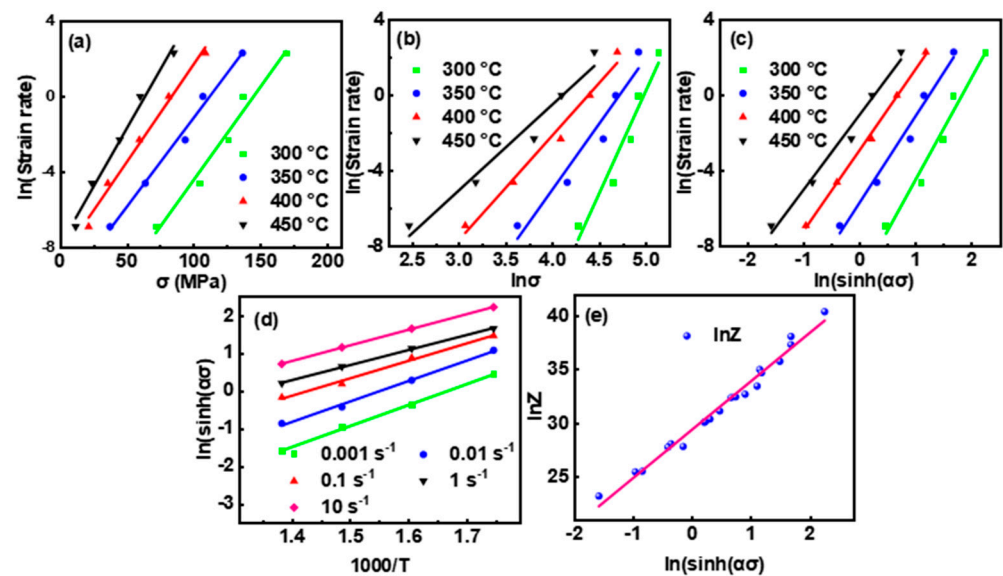 (a)
ln(Strain rate)
4
0
-4
-8
300 °C
350 °C
400 °C
450 °C
0 50 100 150 200
σ (MPa)
(b)
ln(Strain rate)
4
0
-4
-8
300 °C
350 °C
400 °C
450 °C
2.5 3.0 3.5 4.0 4.5 5.0
lnσ
(c)
ln(Strain rate)
4
0
-4
-8
300 °C
350 °C
400 °C
450 °C
-2 -1 0 1 2
ln(sinh(ασ)
(d)
ln(sinh(ασ)
2
1
0
-1
-2
-3
0.001 s-1 0.01 s-1
0.1 s-1 1 s-1
10 s-1
1.4 1.5 1.6 1.7
1000/T
(e)
lnZ
lnZ
40
35
30
25
-2 -1 0 1 2
ln(sinh(ασ)